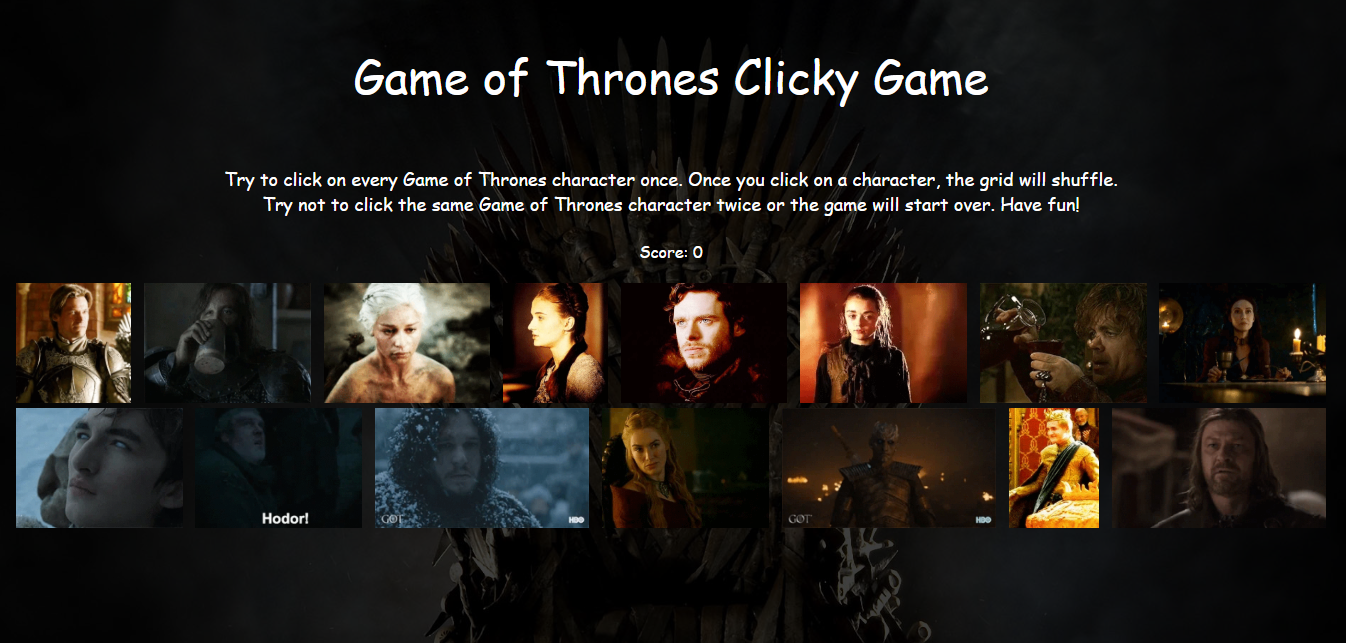 Game of Thrones Clicky Game
Try to click on every Game of Thrones character once. Once you click on a character, the grid will shuffle.
Try not to click the same Game of Thrones character twice or the game will start over. Have fun!
Score: 0
Hodor!
GOT
HBO
GOT
HBO